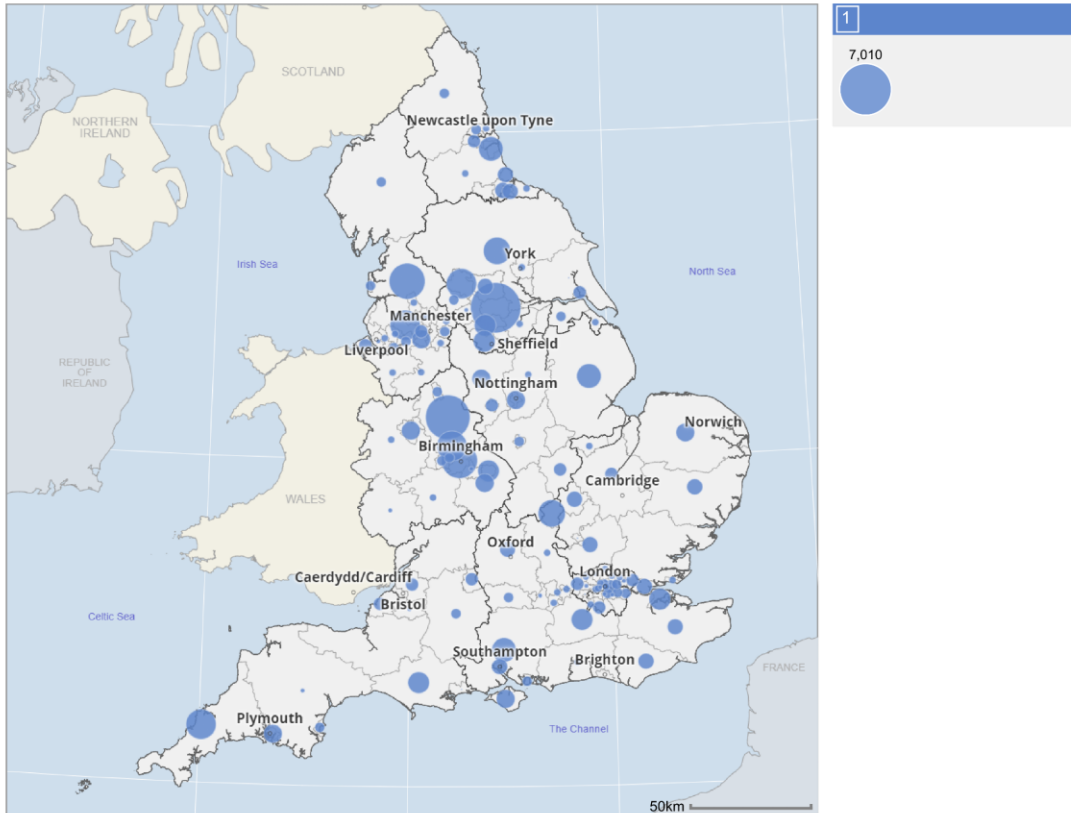 1
7,010
SCOTLAND
NORTHERN
IRELAND
Newcastle upon Tyne
Irish Sea
York
North Sea
Manchester
Liverpool
Sheffield
REPUBLIC
OF
IRELAND
Nottingham
Norwich
Birmingham
Cambridge
WALES
Oxford
London
Caerdydd/Cardiff
Bristol
Celtic Sea
Southampton
Brighton
FRANCE
Plymouth
The Channel
50km